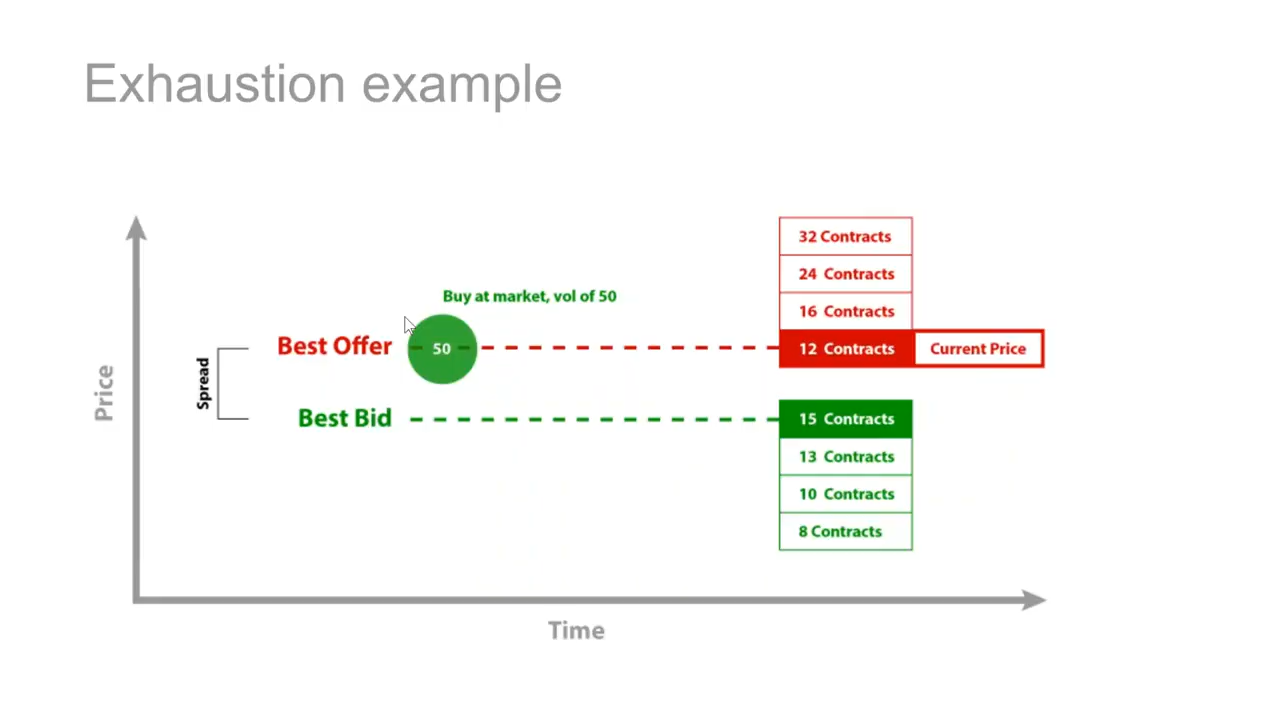 Exhaustion example
32 Contracts
24 Contracts
Buy at market, vol of 50
16 Contracts
Best Offer
50
12 Contracts
Current Price
Spread
Price
Best Bid
15 Contracts
13 Contracts
10 Contracts
8 Contracts
Time